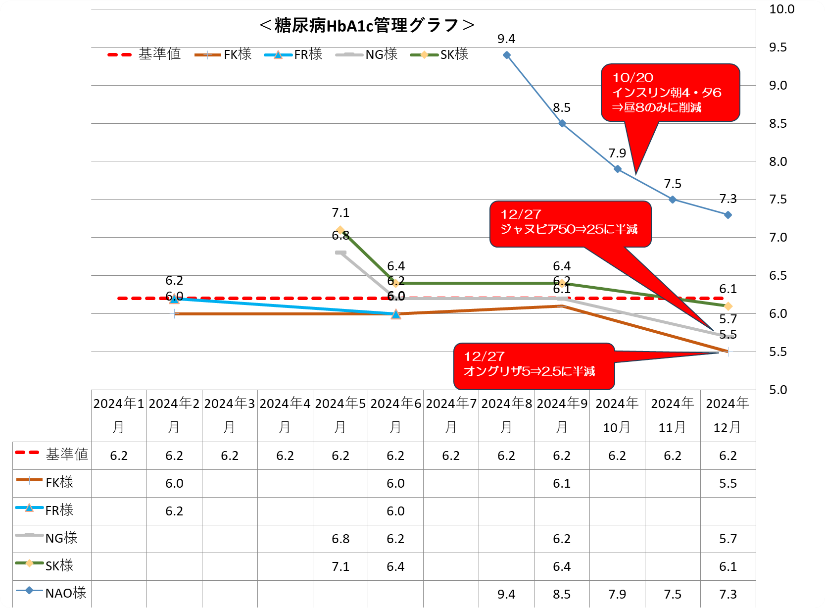 ＜糖尿病HbA1c管理グラフ＞
基準値 FK様 FR様 NG様 SK様
10.0
9.5
9.0
8.5
8.0
7.5
7.0
6.5
6.0
5.5
5.0
9.4
8.5
7.9
7.5
7.3
10/20
インスリン朝4・夕6
⇒昼8のみに削減
12/27
ジャヌビア50⇒25に半減
12/27
オングリザ5⇒2.5に半減
7.1
6.8
6.4
6.2
6.0
6.2
6.0
6.4
6.2
6.1
6.1
5.7
5.5
2024年1月 2024年2月 2024年3月 2024年4月 2024年5月 2024年6月 2024年7月 2024年8月 2024年9月 2024年10月 2024年11月 2024年12月
基準値 6.2 6.2 6.2 6.2 6.2 6.2 6.2 6.2 6.2 6.2 6.2 6.2
FK様 6.0 6.0 6.1 5.5
FR様 6.2 6.0
NG様 6.8 6.2 6.2 5.7
SK様 7.1 6.4 6.4 6.1
NAO様 9.4 8.5 7.9 7.5 7.3